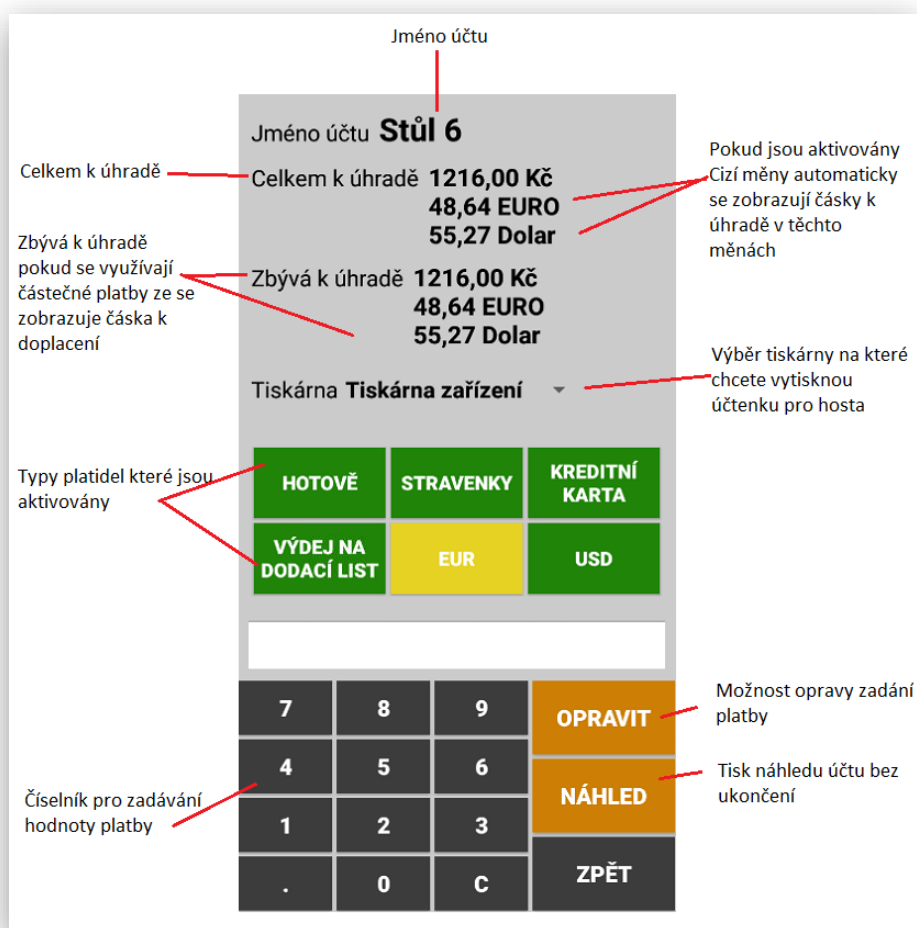 Jméno účtu
Jméno účtu Stůl 6
Celkem k úhradě
Celkem k úhradě 1216,00 Kč
48,64 EURO
55,27 Dolar
Pokud jsou aktivovány
Cizí měny automaticky
se zobrazují čásky k
úhradě v těchto
měnách
Zbývá k úhradě
pokud se využívají
částečné platby ze se
zobrazuje čáska k
doplacení
Zbývá k úhradě 1216,00 Kč
48,64 EURO
55,27 Dolar
Tiskárna Tiskárna zařízení
Výběr tiskárny na které
chcete vytisknou
účtenku pro hosta
Typy platidel které jsou
aktivovány
HOTOVĚ
STRAVENKY
KREDITNÍ
KARTA
VÝDEJ NA
DODACÍ LIST
EUR
USD
7 8 9
OPRAVIT
Možnost opravy zadání
platby
4 5 6
NÁHLED
Tisk náhledu účtu bez
ukončení
Číselník pro zadávání
hodnoty platby
1 2 3
. 0 C
ZPĚT